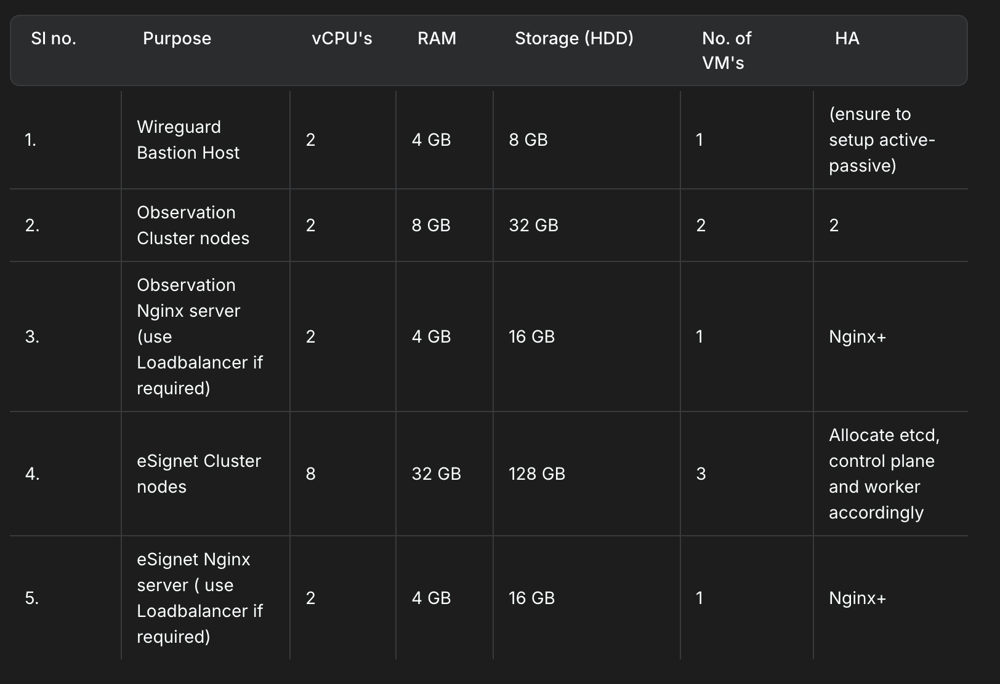 Sl no. Purpose vCPU's RAM Storage (HDD) No. of HA
VM's
1. Wireguard
Bastion Host
2
4 GB
8 GB
1
(ensure to
setup active-
passive)
2.
Observation
Cluster nodes
2
8 GB
32 GB
2
2
3.
Observation
Nginx server
(use
Loadbalancer if
required)
2
4 GB
16 GB
1
Nginx+
4.
eSignet Cluster
nodes
8
32 GB
128 GB
3
Allocate etcd,
control plane
and worker
accordingly
5.
eSignet Nginx
server ( use
Loadbalancer if
required)
2
4 GB
16 GB
1
Nginx+